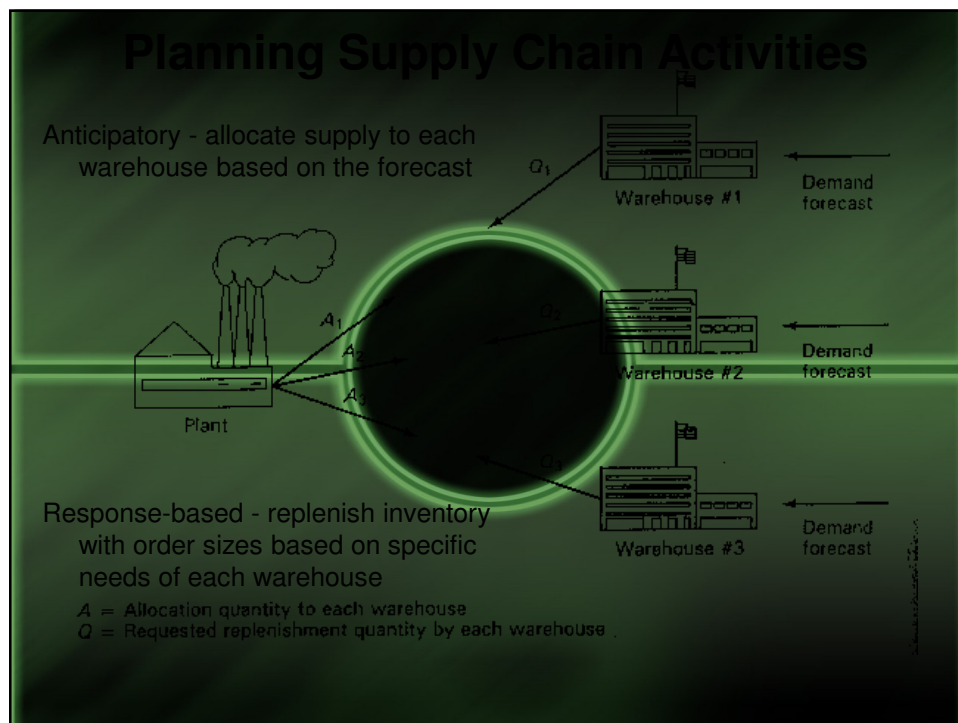 Planning Supply Chain Activities
Anticipatory - allocate supply to each
warehouse based on the forecast
Q1
Warehouse #1
Demand
forecast
A1
Q2
A2
Warehouse #2
Demand
forecast
A3
Plant
Q3
Response-based - replenish inventory
with order sizes based on specific
needs of each warehouse
Warehouse #3
Demand
forecast
A = Allocation quantity to each warehouse
Q = Requested replenishment quantity by each warehouse